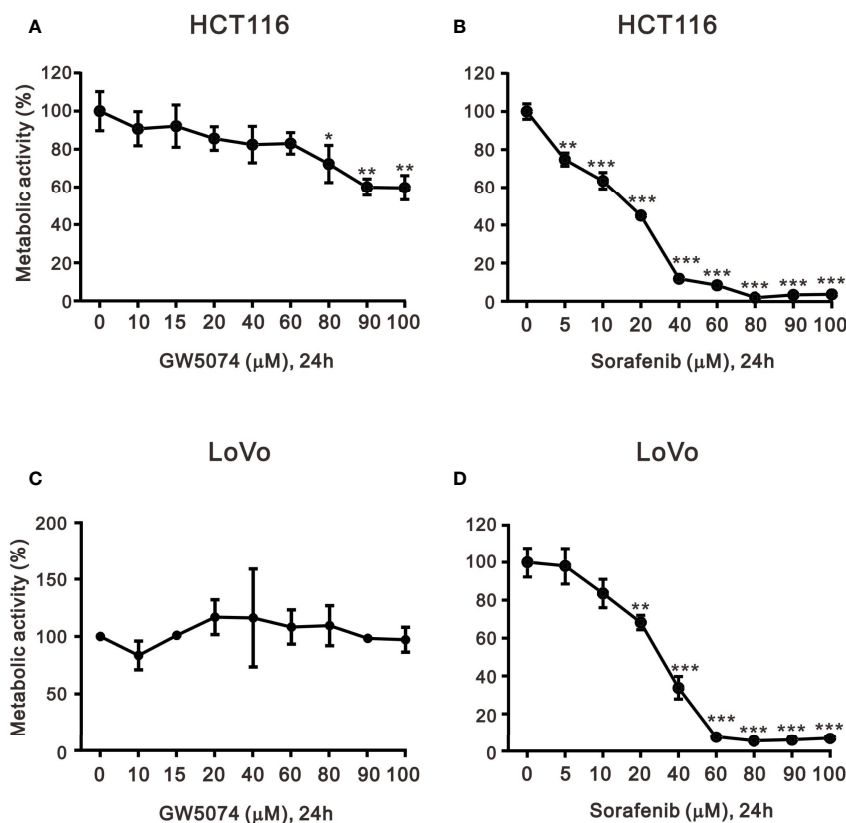 A
HCT116
Metabolic activity (%)
120
100
80
60
40
20
0
*
**
**
0 10 15 20 40 60 80 90 100
GW5074 (μM), 24h
B
HCT116
120
100
80
60
40
20
0
**
***
***
***
***
***
***
***
0 5 10 20 40 60 80 90 100
Sorafenib (μM), 24h
C
LoVo
Metabolic activity (%)
200
150
100
50
0
0 10 15 20 40 60 80 90 100
GW5074 (μM), 24h
D
LoVo
120
100
80
60
40
20
0
**
***
***
***
***
***
0 5 10 20 40 60 80 90 100
Sorafenib (μM), 24h